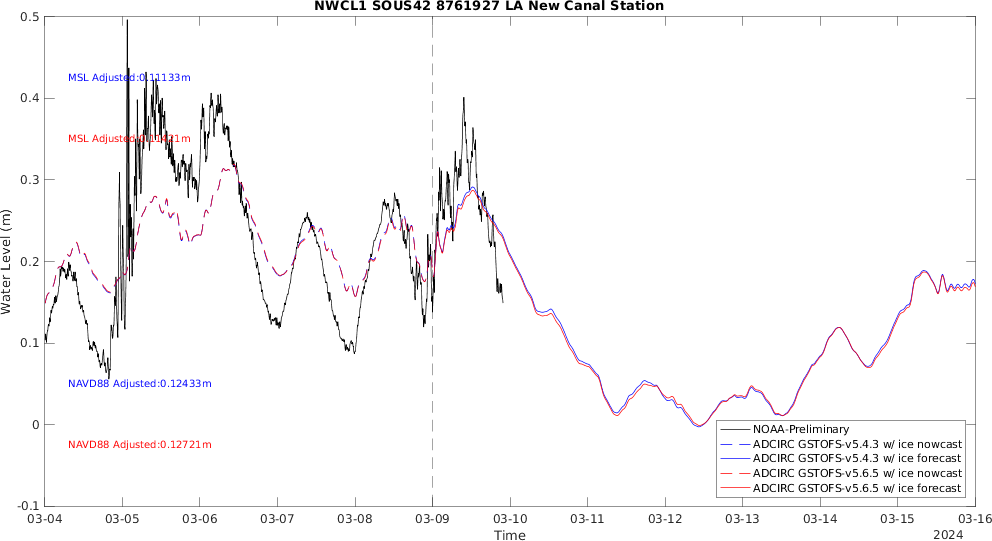 NWCL1 SOUS42 8761927 LA New Canal Station
0.5
0.4
0.3
0.2
0.1
0
-0.1
Water Level (m)
MSL Adjusted:0.11133m
MSL Adjusted:0.11421m
NAVD88 Adjusted:0.12433m
NAVD88 Adjusted:0.12721m
NOAA-Preliminary
ADCIRC GSTOFS-v5.4.3 w/ ice nowcast
ADCIRC GSTOFS-v5.4.3 w/ ice forecast
ADCIRC GSTOFS-v5.6.5 w/ ice nowcast
ADCIRC GSTOFS-v5.6.5 w/ ice forecast
03-04 03-05 03-06 03-07 03-08 03-09 03-10 03-11 03-12 03-13 03-14 03-15 03-16
Time
2024